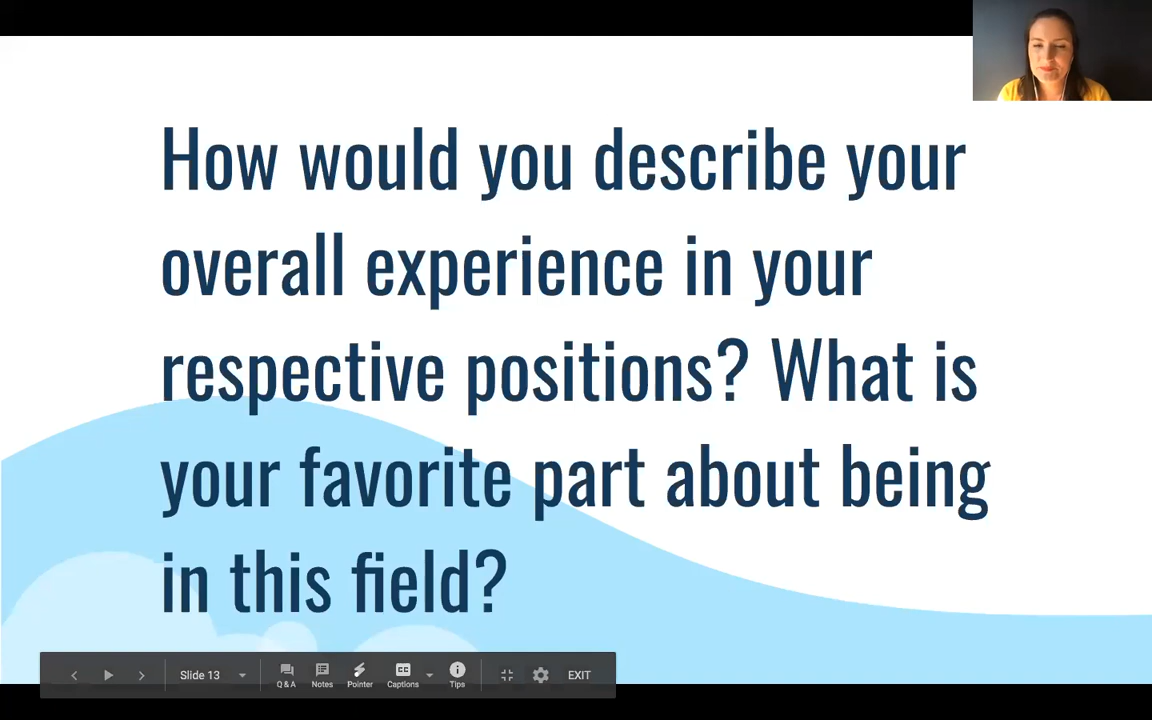 How would you describe your
overall experience in your
respective positions? What is
your favorite part about being
in this field?
Slide 13
Q & A
Notes
Pointer
CC
Captions
Tips
EXIT